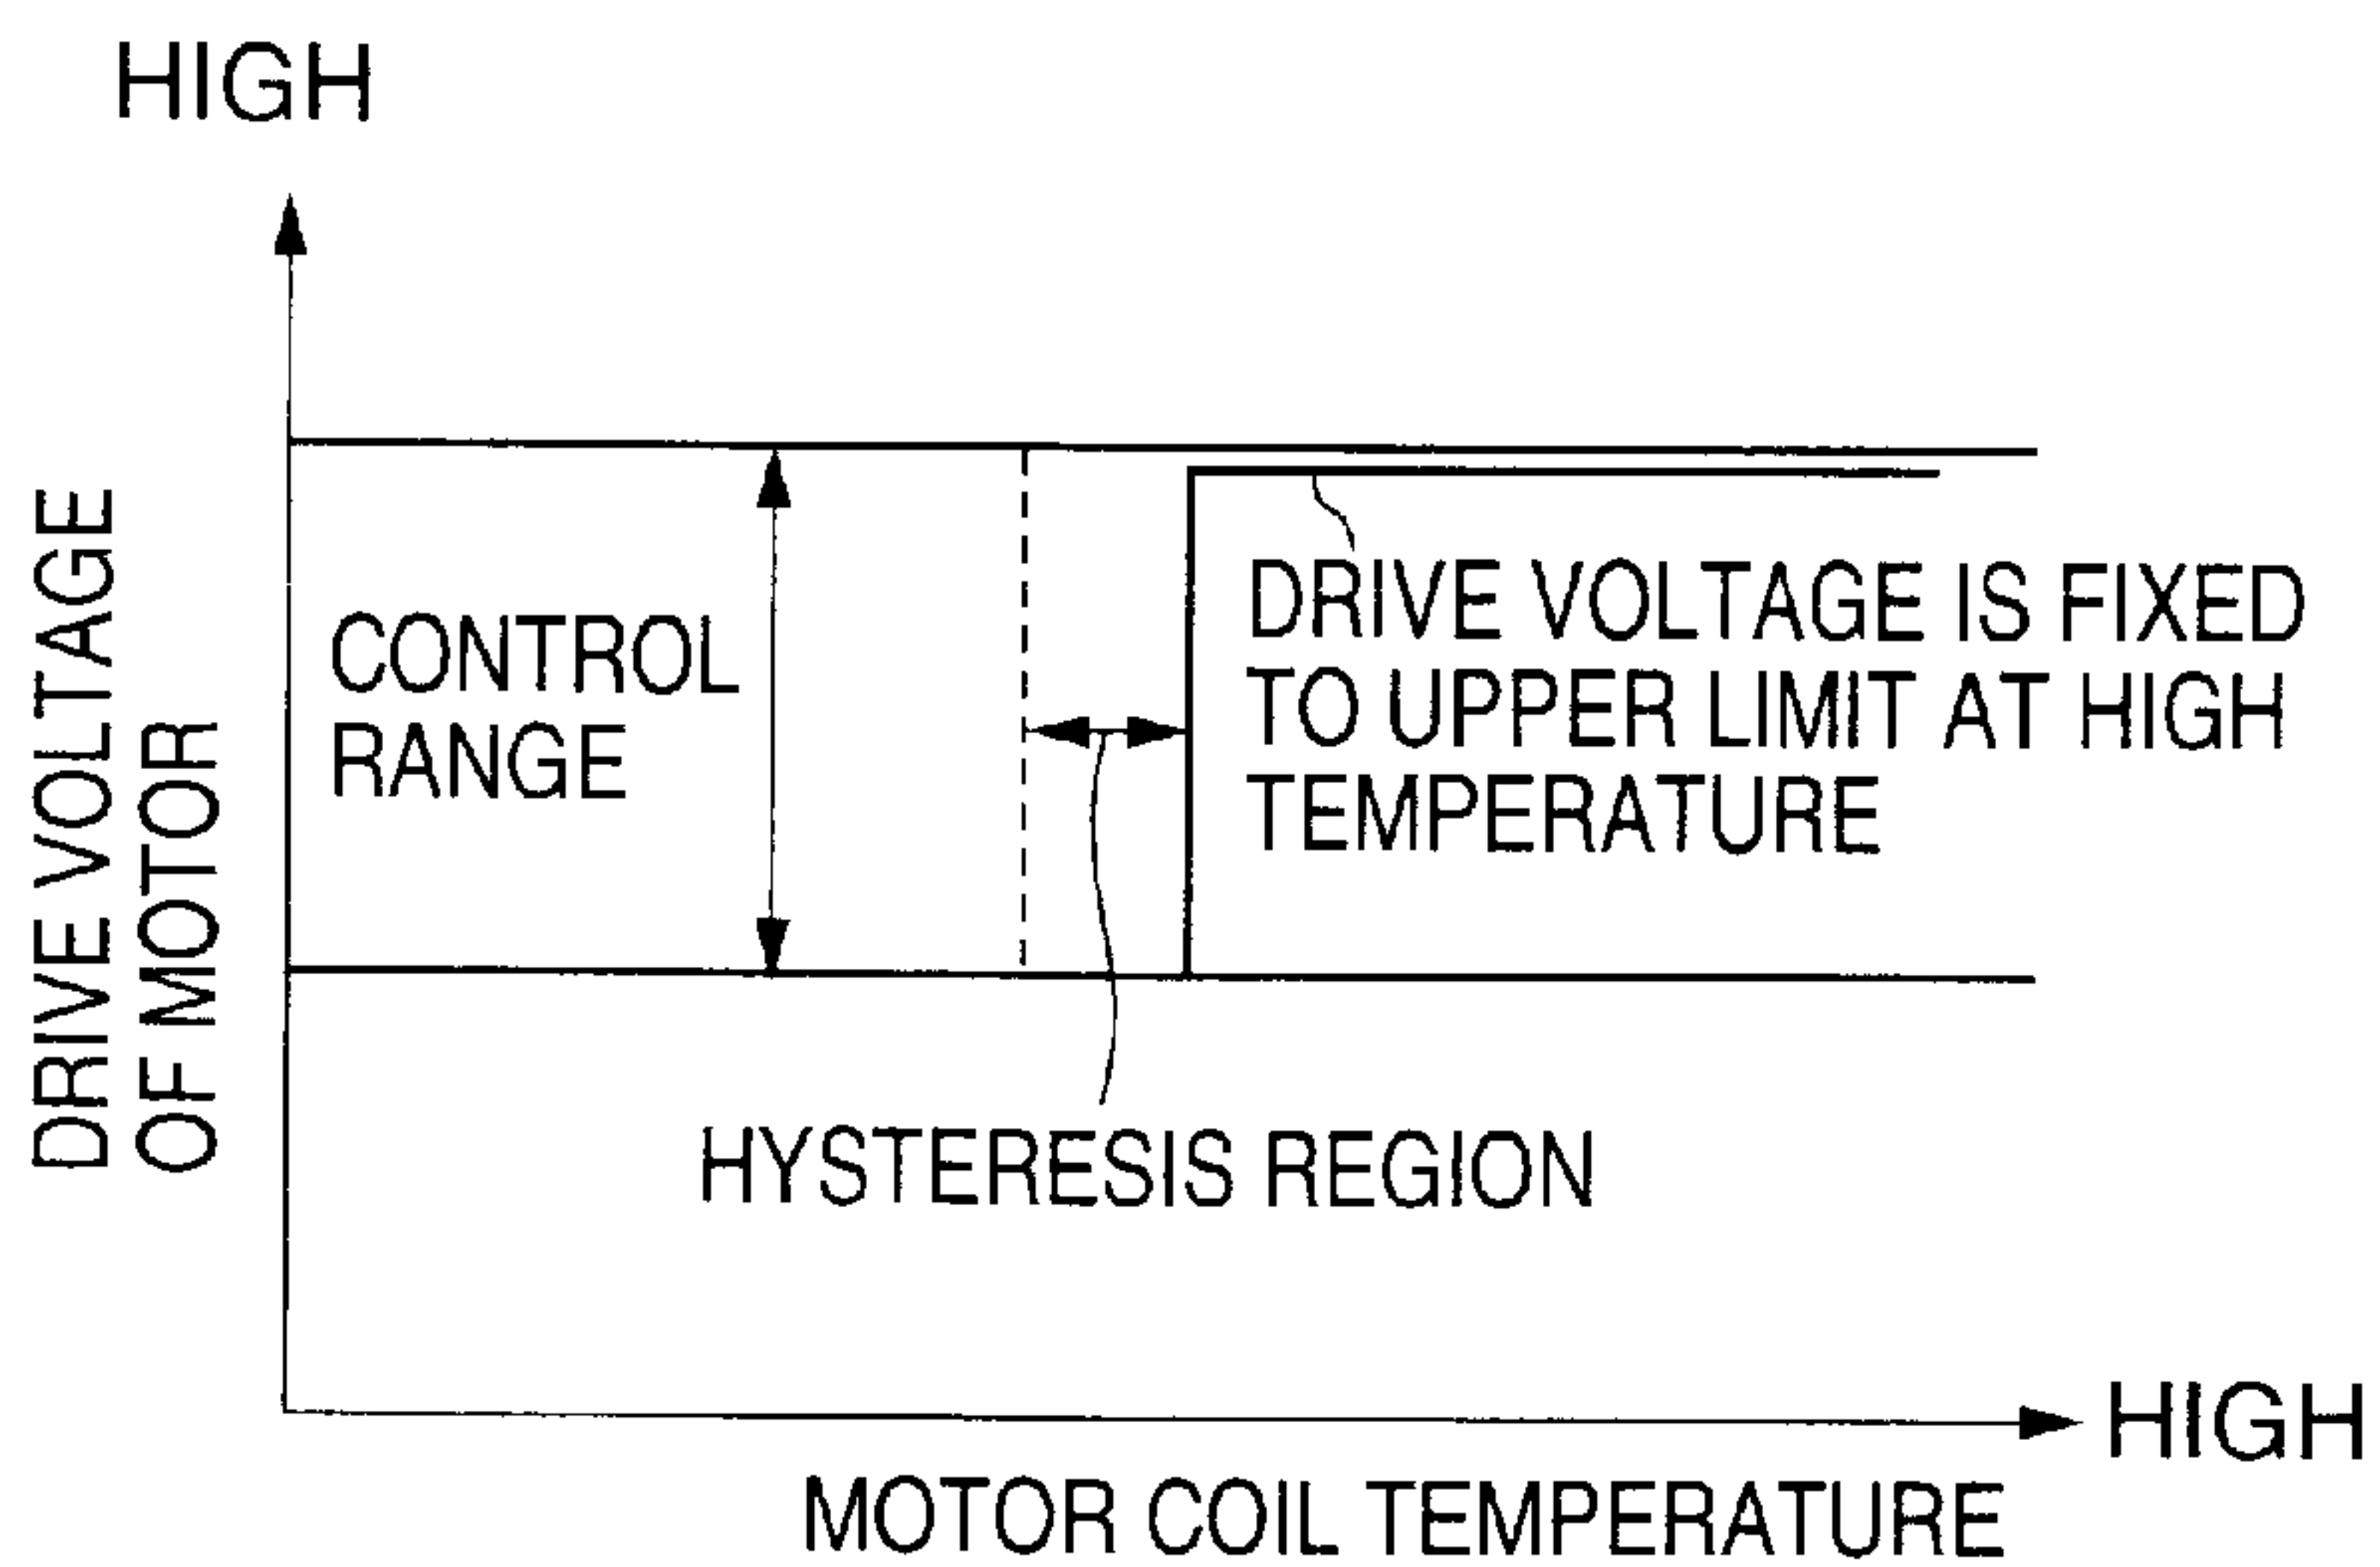 HIGH
DRIVE VOLTAGE
OF MOTOR
CONTROL
RANGE
DRIVE VOLTAGE IS FIXED
TO UPPER LIMIT AT HIGH
TEMPERATURE
HYSTERESIS REGION
HIGH
MOTOR COIL TEMPERATURE